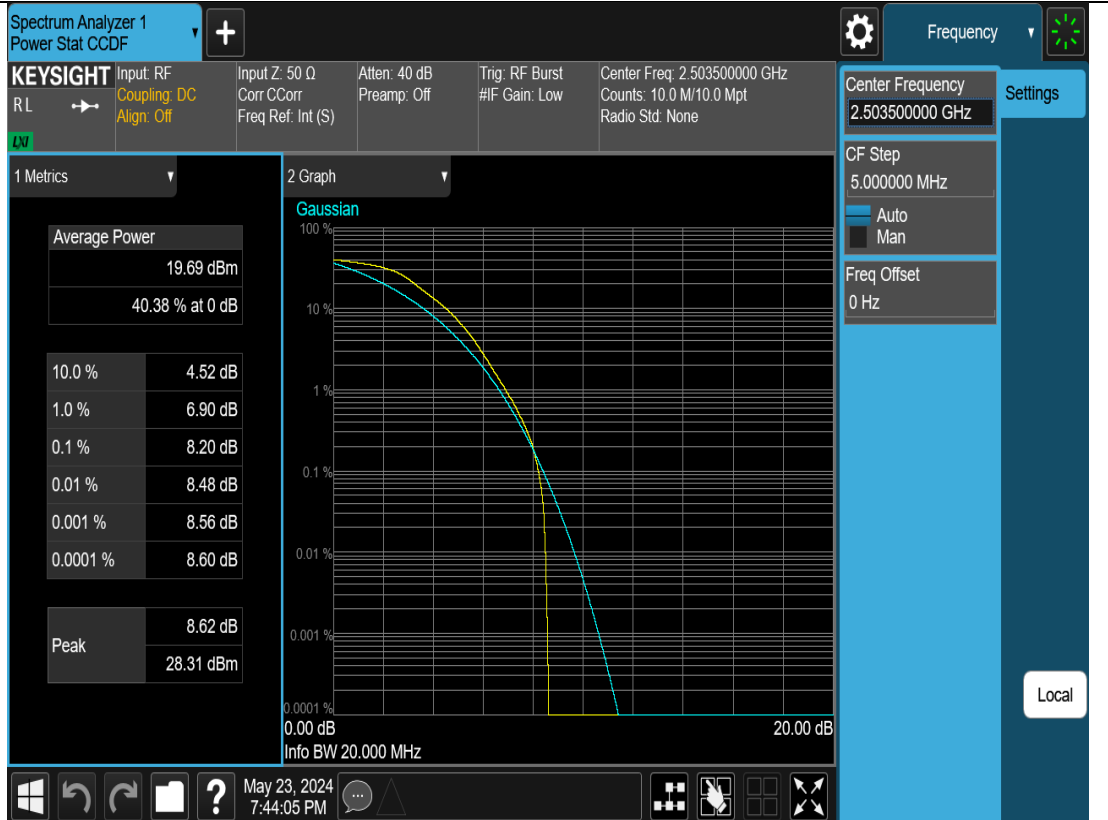 Spectrum Analyzer 1
Power Stat CCDF
+
Frequency
KEYSIGHT
RL
LXI
Input: RF
Coupling: DC
Align: Off
Input Z: 50 Ω
Corr CCorr
Freq Ref: Int (S)
Atten: 40 dB
Preamp: Off
Trig: RF Burst
#IF Gain: Low
Center Freq: 2.503500000 GHz
Counts: 10.0 M/10.0 Mpt
Radio Std: None
Center Frequency
2.503500000 GHz
Settings
CF Step
5.000000 MHz
Auto
Man
Freq Offset
0 Hz
1 Metrics
Average Power
19.69 dBm
40.38 % at 0 dB
10.0 % 4.52 dB
1.0 % 6.90 dB
0.1 % 8.20 dB
0.01 % 8.48 dB
0.001 % 8.56 dB
0.0001 % 8.60 dB
Peak
8.62 dB
28.31 dBm
2 Graph
Gaussian
100 %
10 %
1 %
0.1 %
0.01 %
0.001 %
0.0001 %
0.00 dB 20.00 dB
Info BW 20.000 MHz
Local
?
May 23, 2024
7:44:05 PM